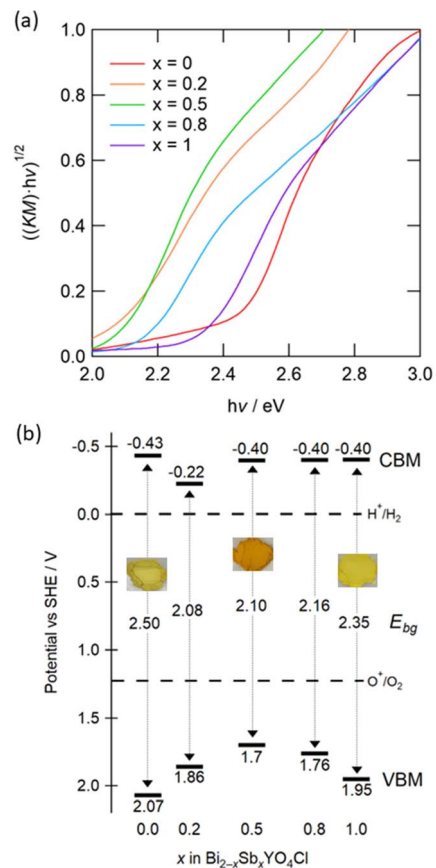 (a)
1.0
0.8
0.6
0.4
0.2
0.0
((KM)·hν)¹/²
x = 0
x = 0.2
x = 0.5
x = 0.8
x = 1
2.0 2.2 2.4 2.6 2.8 3.0
hν / eV
(b)
Potential vs SHE / V
-0.5
0.0
0.5
1.0
1.5
2.0
-0.43 -0.22 -0.40 -0.40 -0.40 CBM
H⁺/H₂
2.50 2.08 2.10 2.16 2.35 Ebg
O⁺/O₂
2.07 1.86 1.7 1.76 1.95 VBM
0.0 0.2 0.5 0.8 1.0
x in Bi₂₋ₓSbₓYO₄Cl